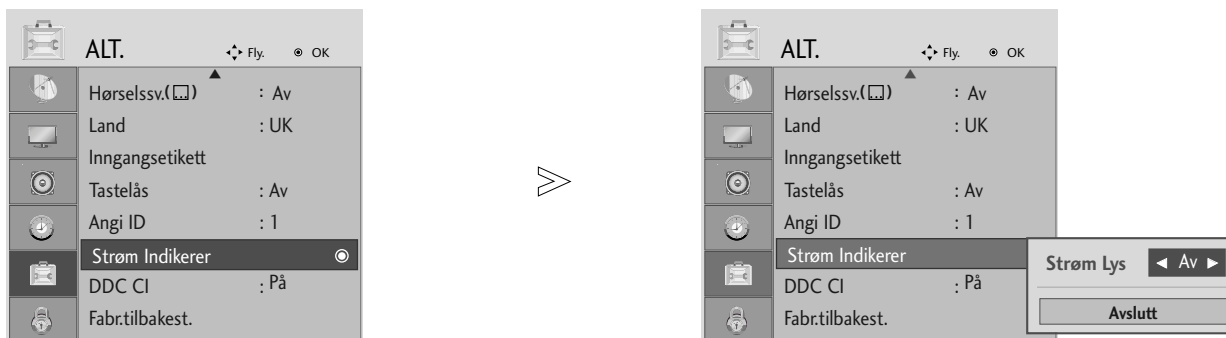 ALT. Fly. OK
Hørselssv.( ) : Av
Land : UK
Inngangsetikett
Tastelås : Av
Angi ID : 1
Strøm Indikerer
DDC CI : På
Fabr.tilbakest.
ALT. Fly. OK
Hørselssv.( ) : Av
Land : UK
Inngangsetikett
Tastelås : Av
Angi ID : 1
Strøm Indikerer
DDC CI : På
Fabr.tilbakest.
Strøm Lys ◄ Av ►
Avslutt